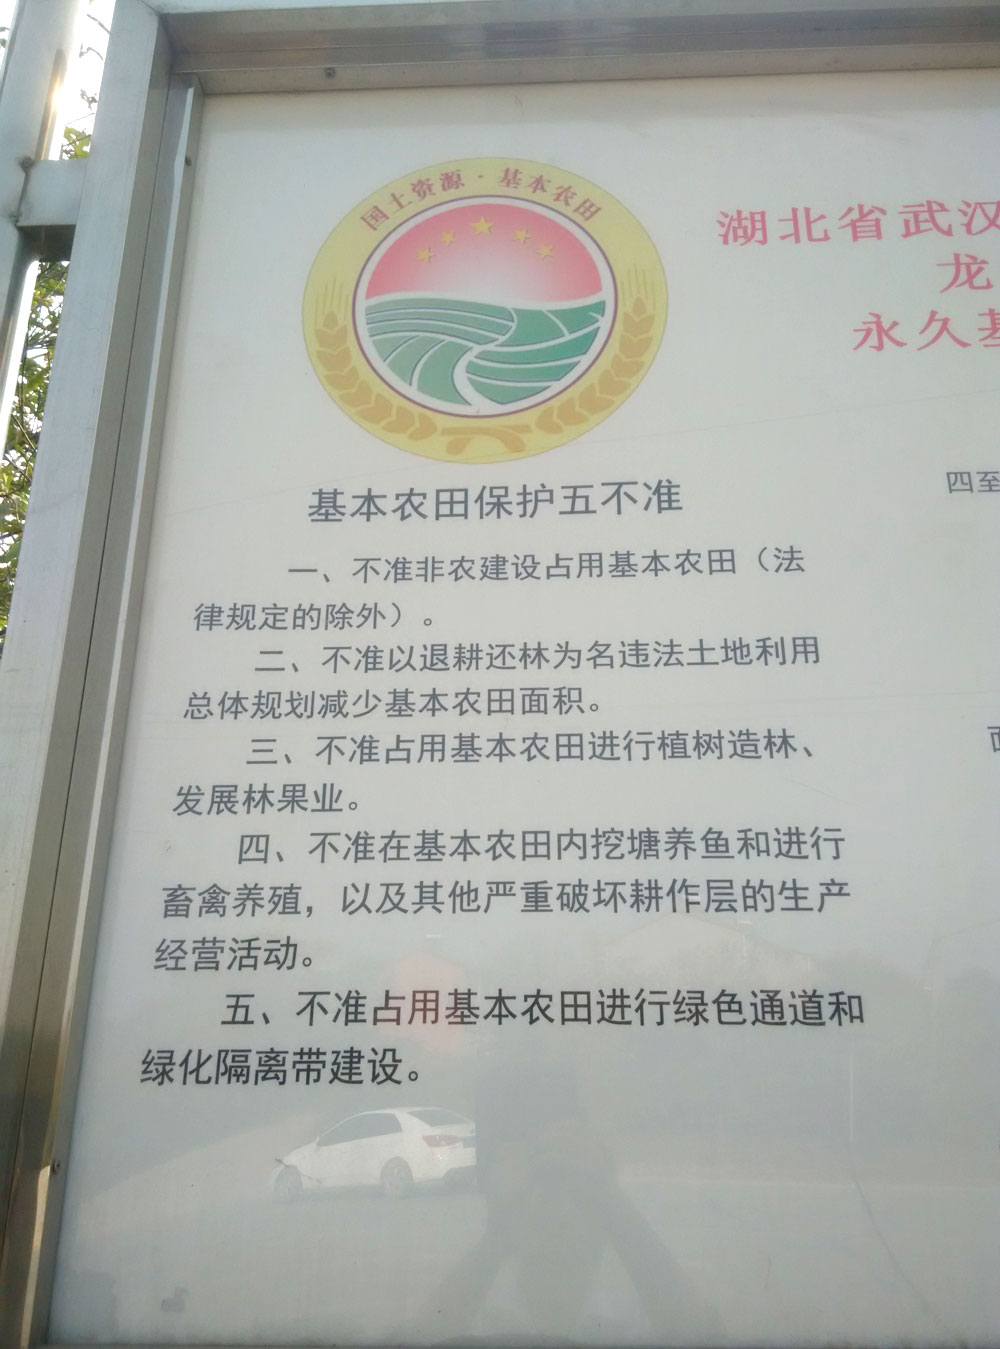 国土资源·基本农田
湖北省武汉
龙
永久基
基本农田保护五不准
四至
一、不准非农建设占用基本农田（法
律规定的除外）。
二、不准以退耕还林为名违法土地利用
总体规划减少基本农田面积。
三、不准占用基本农田进行植树造林、
发展林果业。
四、不准在基本农田内挖塘养鱼和进行
畜禽养殖，以及其他严重破坏耕作层的生产
经营活动。
五、不准占用基本农田进行绿色通道和
绿化隔离带建设。